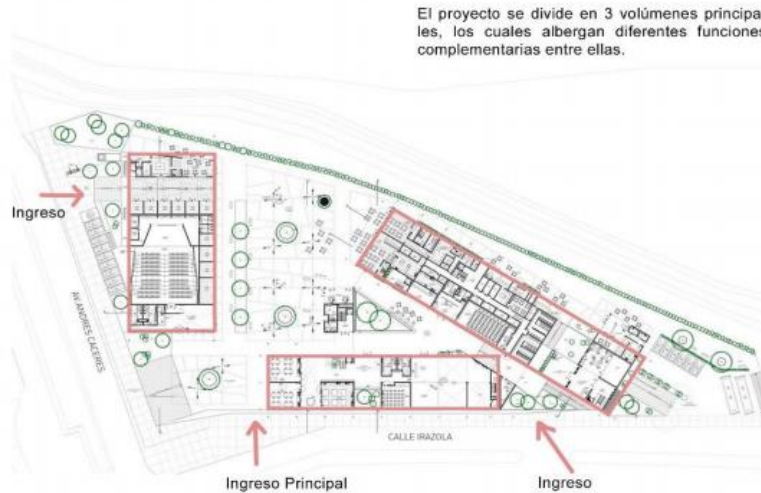 El proyecto se divide en 3 volúmenes principa-
les, los cuales albergan diferentes funciones
complementarias entre ellas.
Ingreso
AV ANDRES CACERES
CALLE IRAZOLA
Ingreso Principal
Ingreso